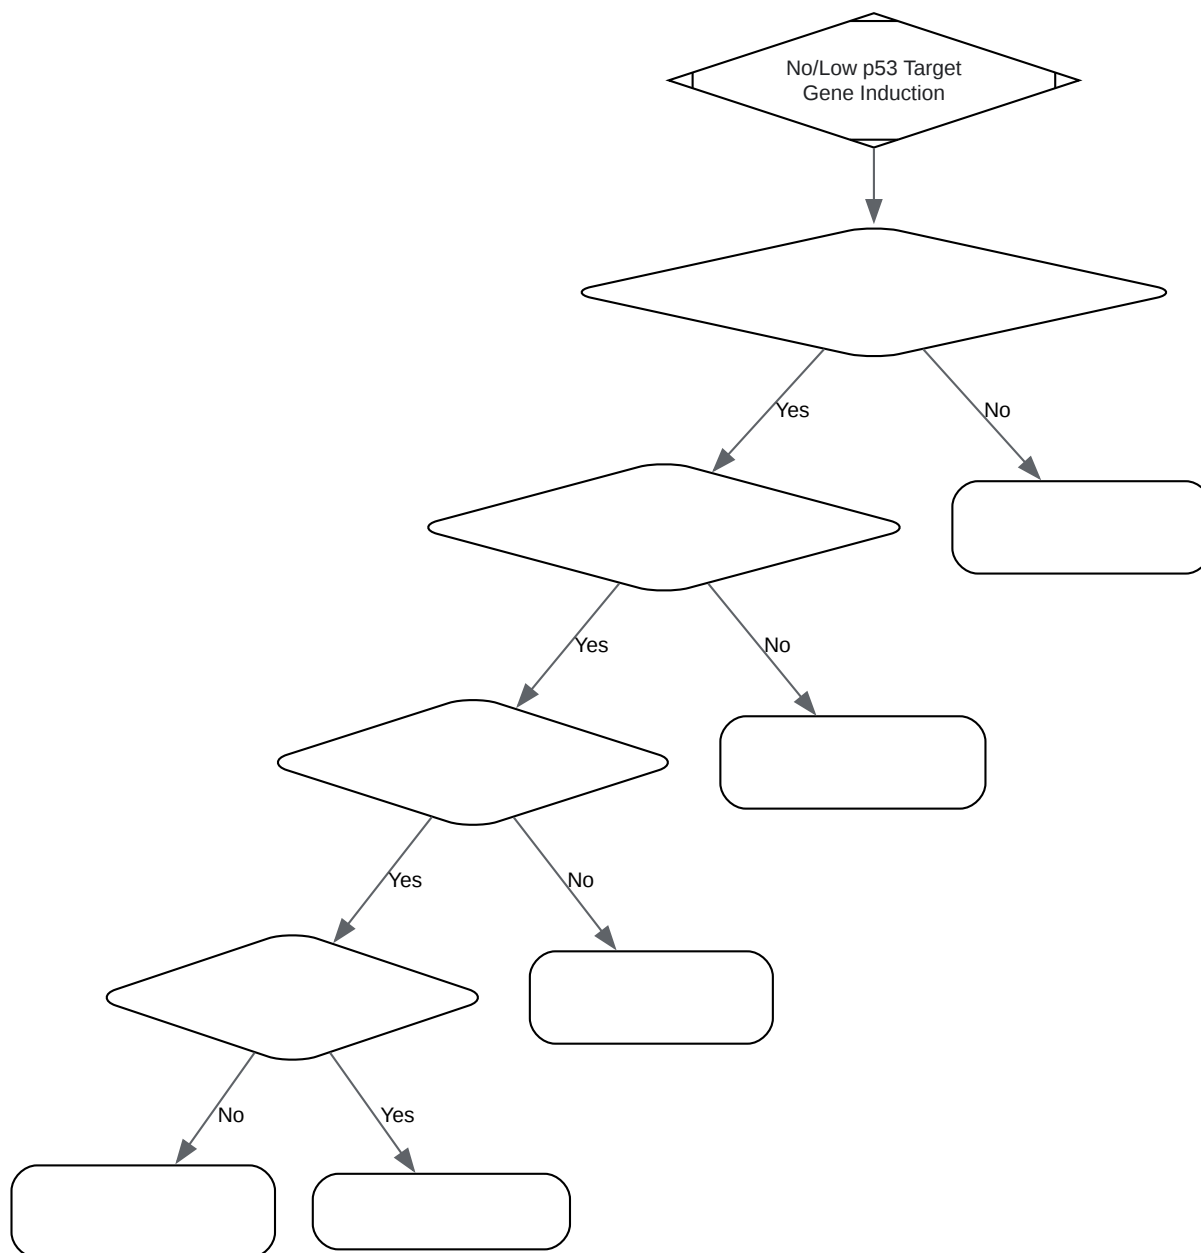 No/Low p53 Target
Gene Induction
Yes
No
Yes
No
Yes
No
No
Yes